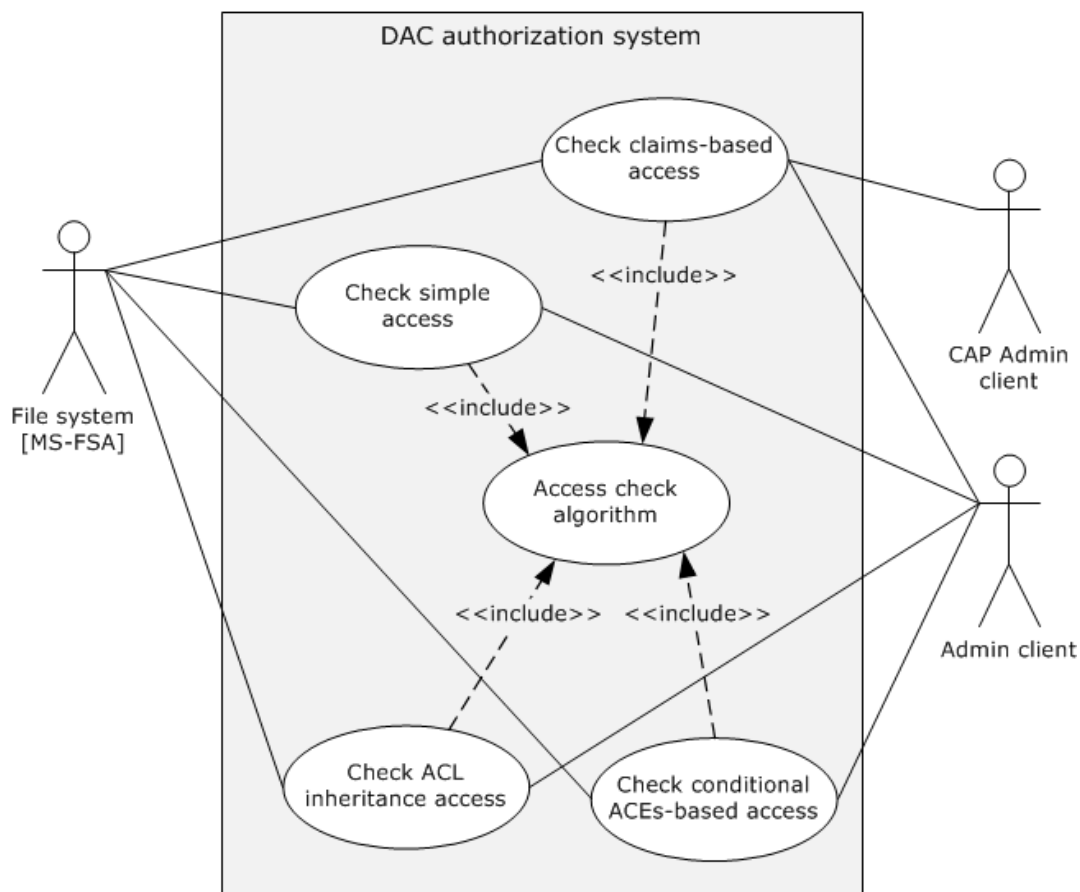 DAC authorization system
Check claims-based
access
<<include>>
Check simple
access
<<include>>
CAP Admin
client
File system
[MS-FSA]
Access check
algorithm
<<include>>
<<include>>
Admin client
Check ACL
inheritance access
Check conditional
ACEs-based access